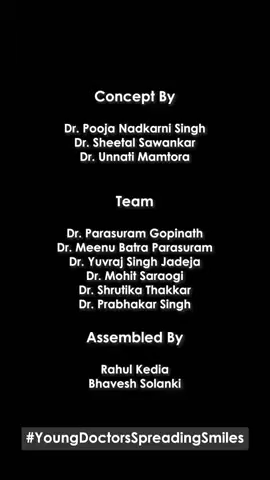 Concept By
Dr. Pooja Nadkarni Singh
Dr. Sheetal Sawankar
Dr. Unnati Mamtora
Team
Dr. Parasuram Gopinath
Dr. Meenu Batra Parasuram
Dr. Yuvraj Singh Jadeja
Dr. Mohit Saraogi
Dr. Shrutika Thakkar
Dr. Prabhakar Singh
Assembled By
Rahul Kedia
Bhavesh Solanki
#YoungDoctorsSpreadingSmiles